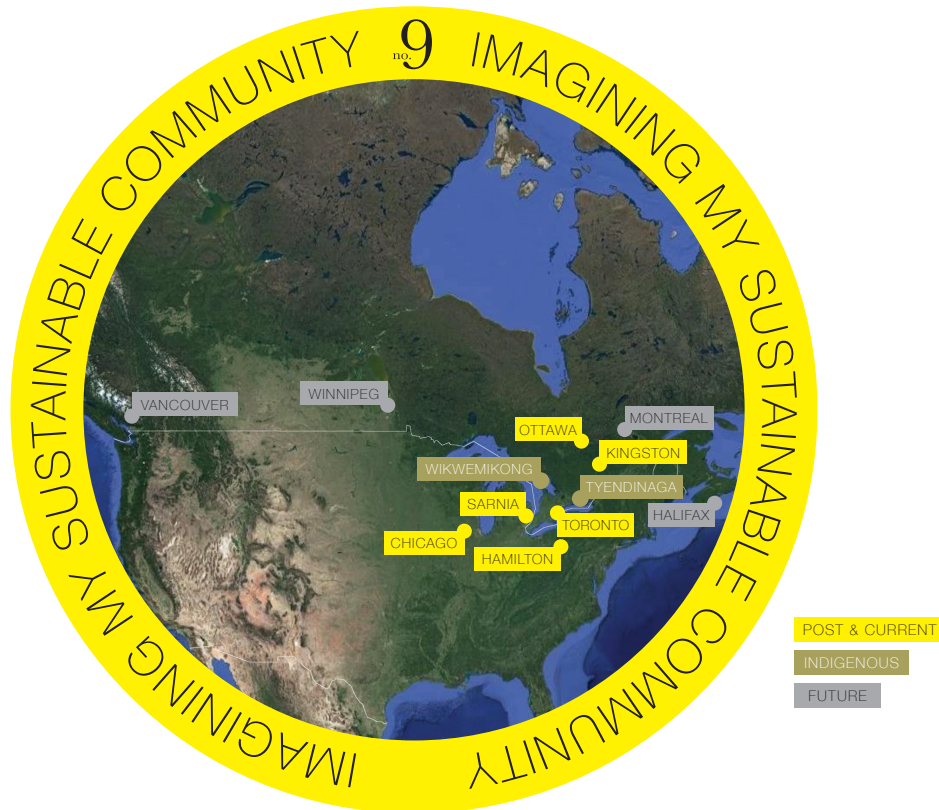 no.9
IMAGINING MY SUSTAINABLE COMMUNITY
IMAGINING MY SUSTAINABLE COMMUNITY
VANCOUVER
WINNIPEG
MONTREAL
OTTAWA
KINGSTON
WIKWEMIKONG
TYENDINAGA
SARNIA
HALIFAX
TORONTO
CHICAGO
HAMILTON
POST & CURRENT
INDIGENOUS
FUTURE